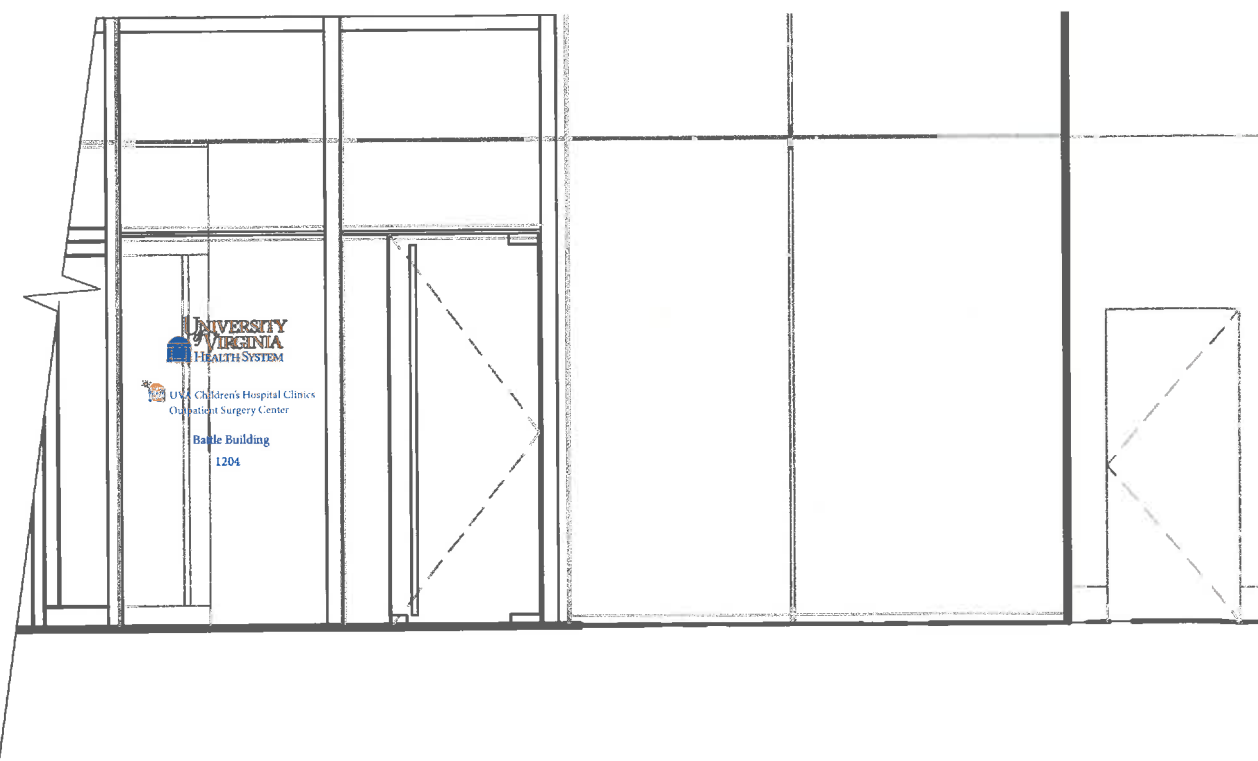 UNIVERSITY
of VIRGINIA
HEALTH SYSTEM
UVA Children's Hospital Clinics
Outpatient Surgery Center
Battle Building
1204